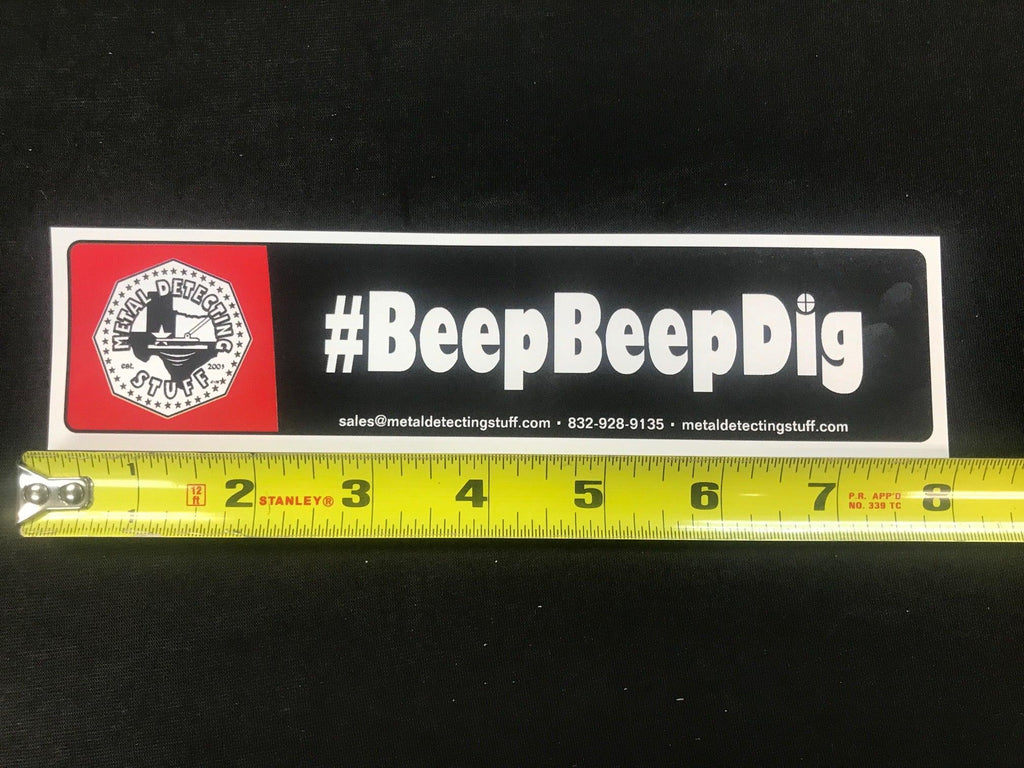 METAL DETECTING
est. 2001
STUFF
#BeepBeepDig
sales@metaldetectingstuff.com · 832-928-9135 · metaldetectingstuff.com
1 2 3 4 5 6 7 8
12 ft
STANLEY®
P.R. APP'D
NO. 339 TC
1